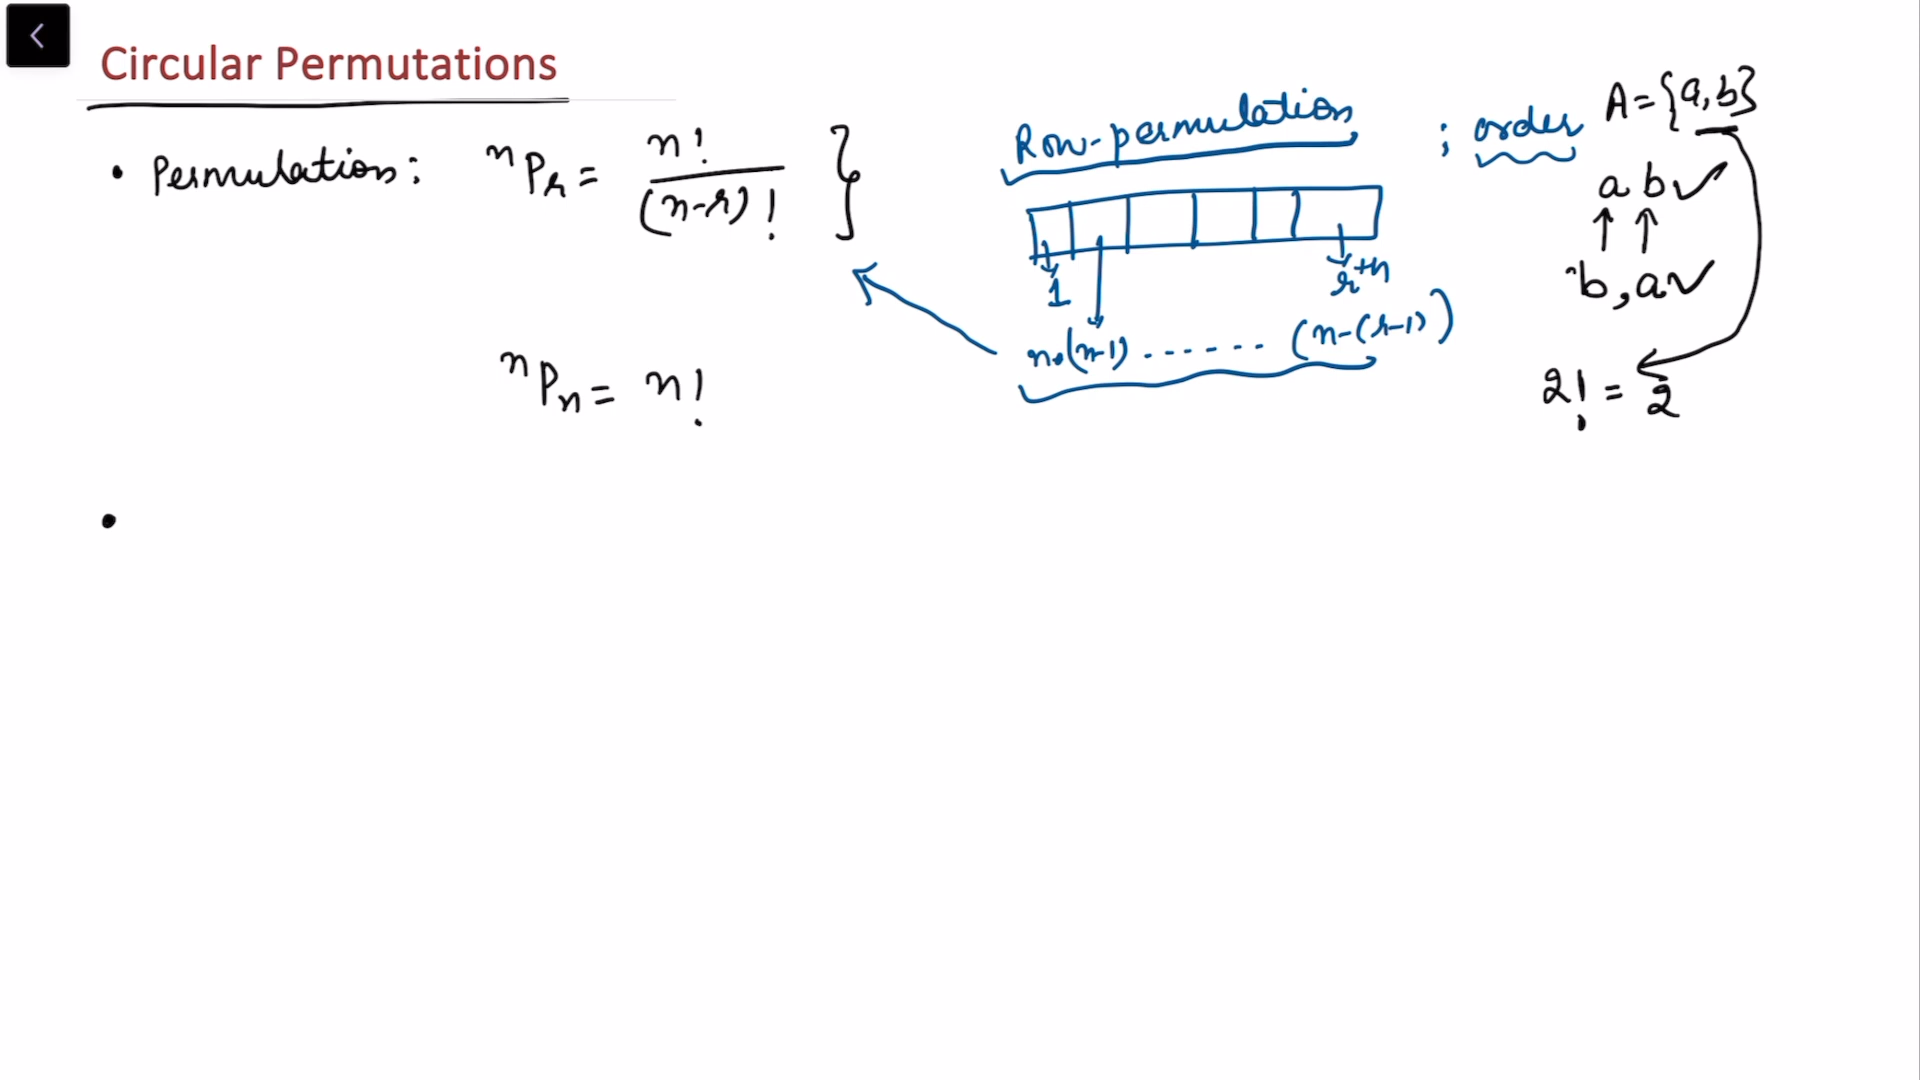 Circular Permutations
• Permutation: ⁿPᵣ = n! / (n-r)! }
ⁿPₙ = n!
•
Row-permutation ; order
1
rᵗʰ
n.(n-1) ------ (n-(r-1))
A={a,b}
a b ✓
↑ ↑
b, a ✓
2! = 2